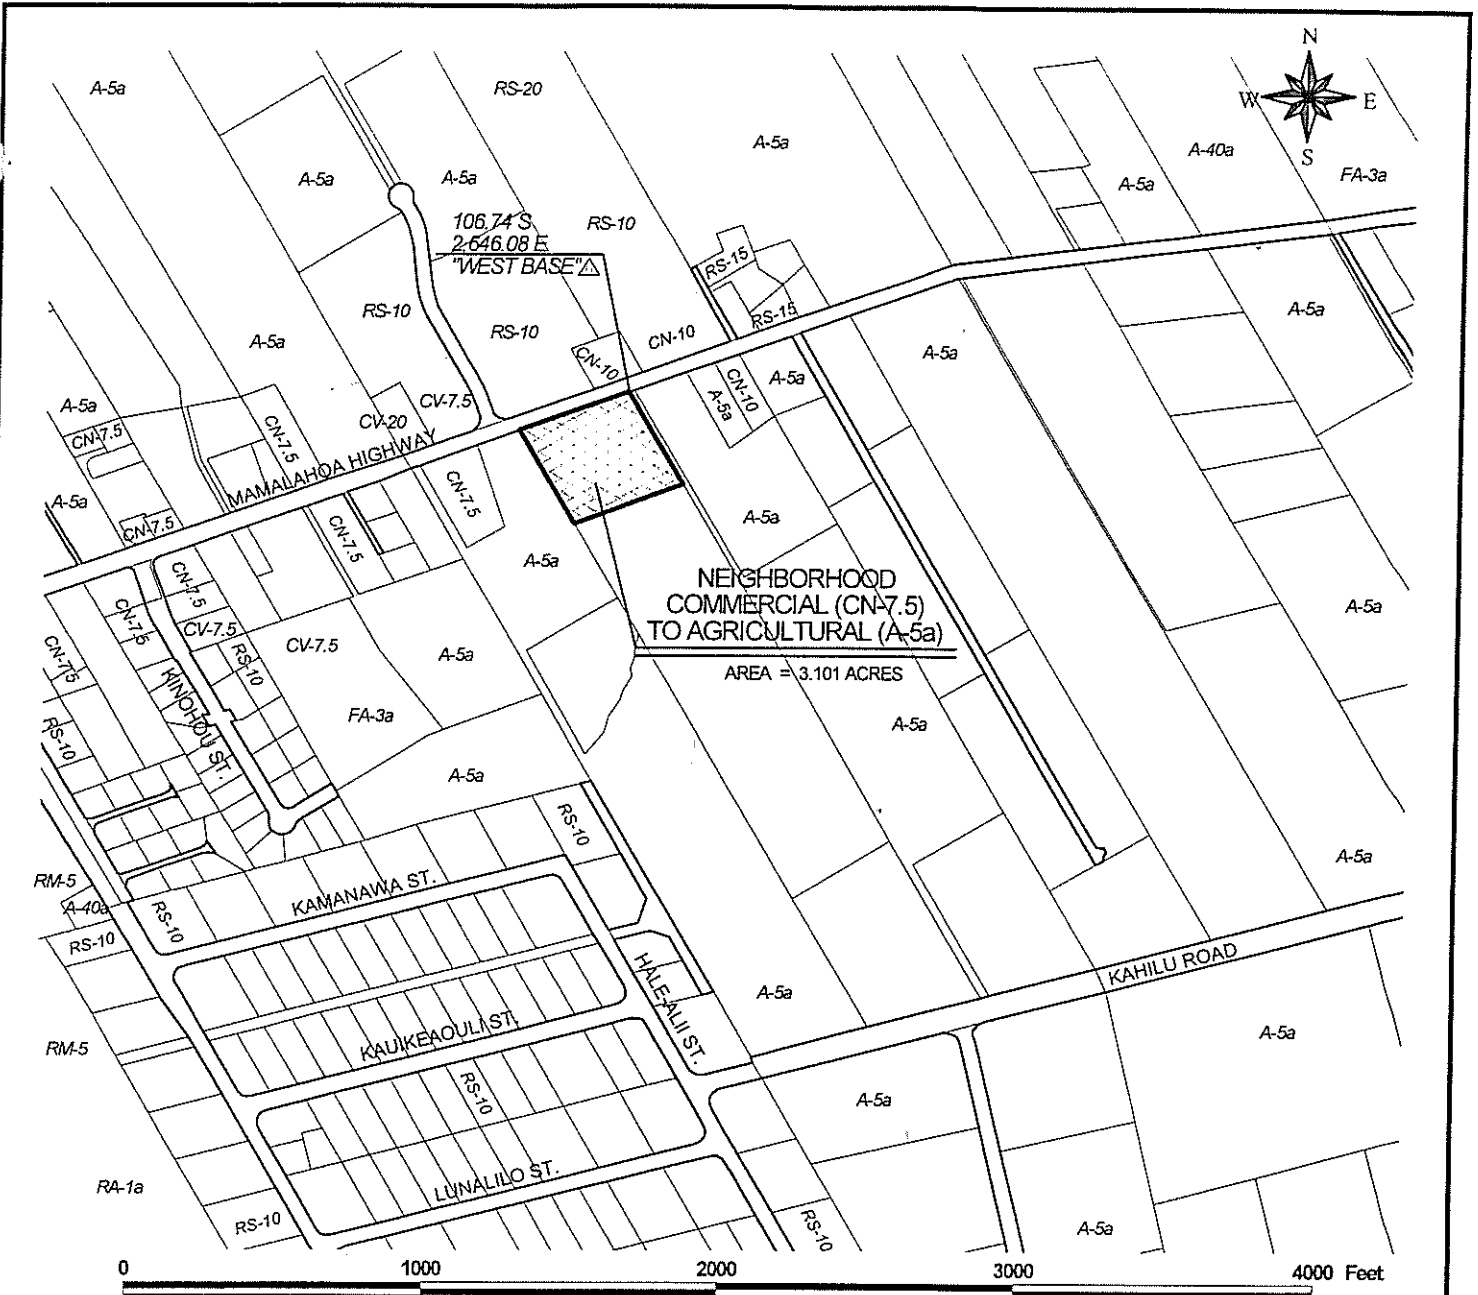 N
W E
S
A-5a
RS-20
A-5a
A-40a
FA-3a
A-5a
A-5a
A-5a
106.74 S
2,646.08 E
"WEST BASE"
RS-10
RS-15
RS-10
RS-10
RS-15
A-5a
A-5a
CN-10
CN-10
A-5a
A-5a
CN-10
A-5a
A-5a
CV-7.5
CV-20
CN-7.5
CN-7.5
MAMALAHOA HIGHWAY
CN-7.5
A-5a
CN-7.5
CN-7.5
A-5a
A-5a
NEIGHBORHOOD
COMMERCIAL (CN-7.5)
TO AGRICULTURAL (A-5a)
AREA = 3.101 ACRES
CN-7.5
CN-7.5
CV-7.5
CN-7.5
RS-10
CV-7.5
A-5a
A-5a
KINOHOU ST.
FA-3a
RS-10
A-5a
A-5a
RS-10
A-5a
RM-5
A-40a
RS-10
RS-10
KAMANAWA ST.
HALE-ALII ST.
KAHILU ROAD
A-5a
A-5a
RM-5
KAUIKEAOULI ST.
RS-10
A-5a
RA-1a
LUNALILO ST.
RS-10
RS-10
A-5a
0 1000 2000 3000 4000 Feet